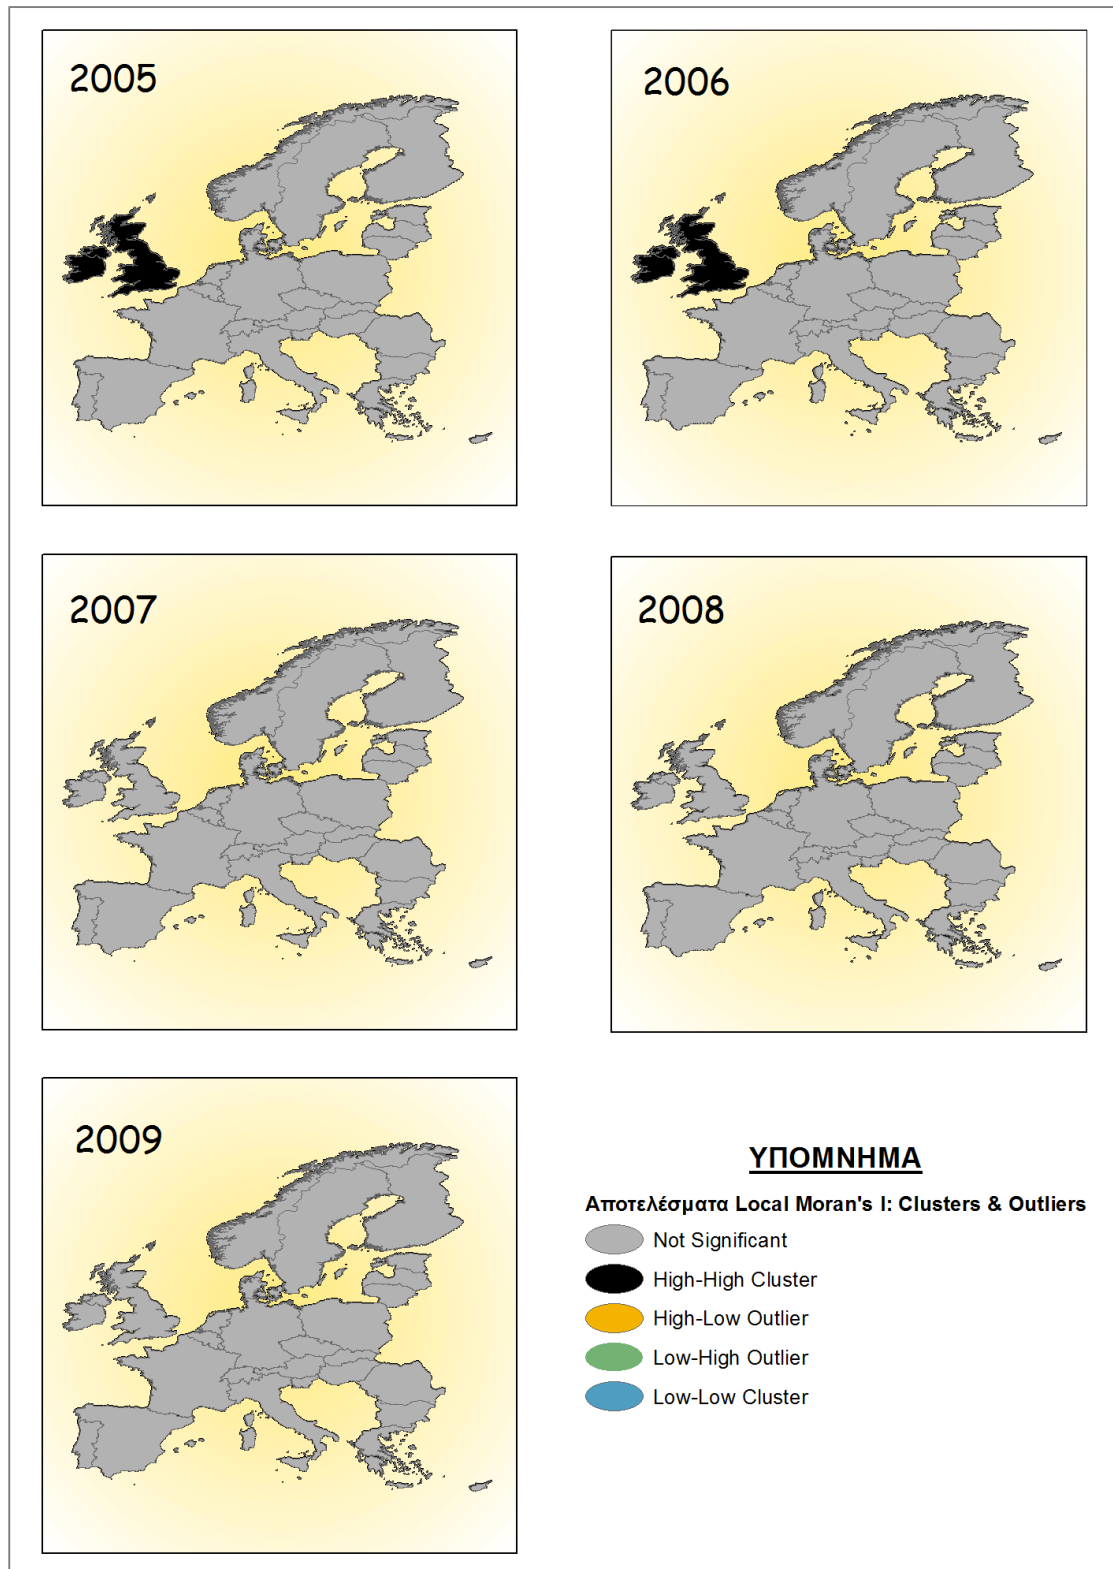 2005
2006
2007
2008
2009
ΥΠΟΜΝΗΜΑ
Αποτελέσματα Local Moran's I: Clusters & Outliers
Not Significant
High-High Cluster
High-Low Outlier
Low-High Outlier
Low-Low Cluster